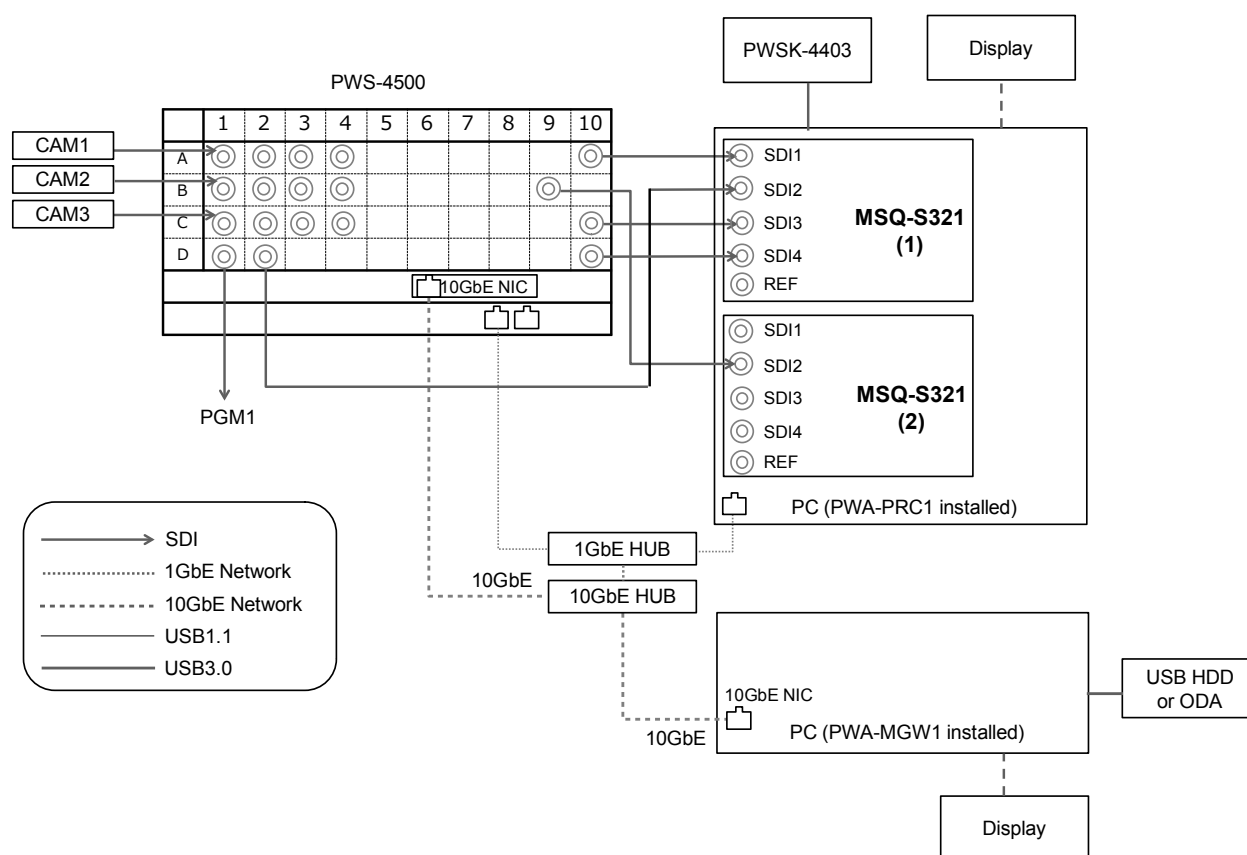 PWSK-4403
Display
PWS-4500
1 2 3 4 5 6 7 8 9 10
CAM1
CAM2
CAM3
A
B
C
D
10GbE NIC
PGM1
SDI1
SDI2
SDI3
SDI4
REF
MSQ-S321
(1)
SDI1
SDI2
SDI3
SDI4
REF
MSQ-S321
(2)
PC (PWA-PRC1 installed)
SDI
1GbE Network
10GbE Network
USB1.1
USB3.0
1GbE HUB
10GbE
10GbE HUB
10GbE NIC
10GbE
PC (PWA-MGW1 installed)
USB HDD
or ODA
Display